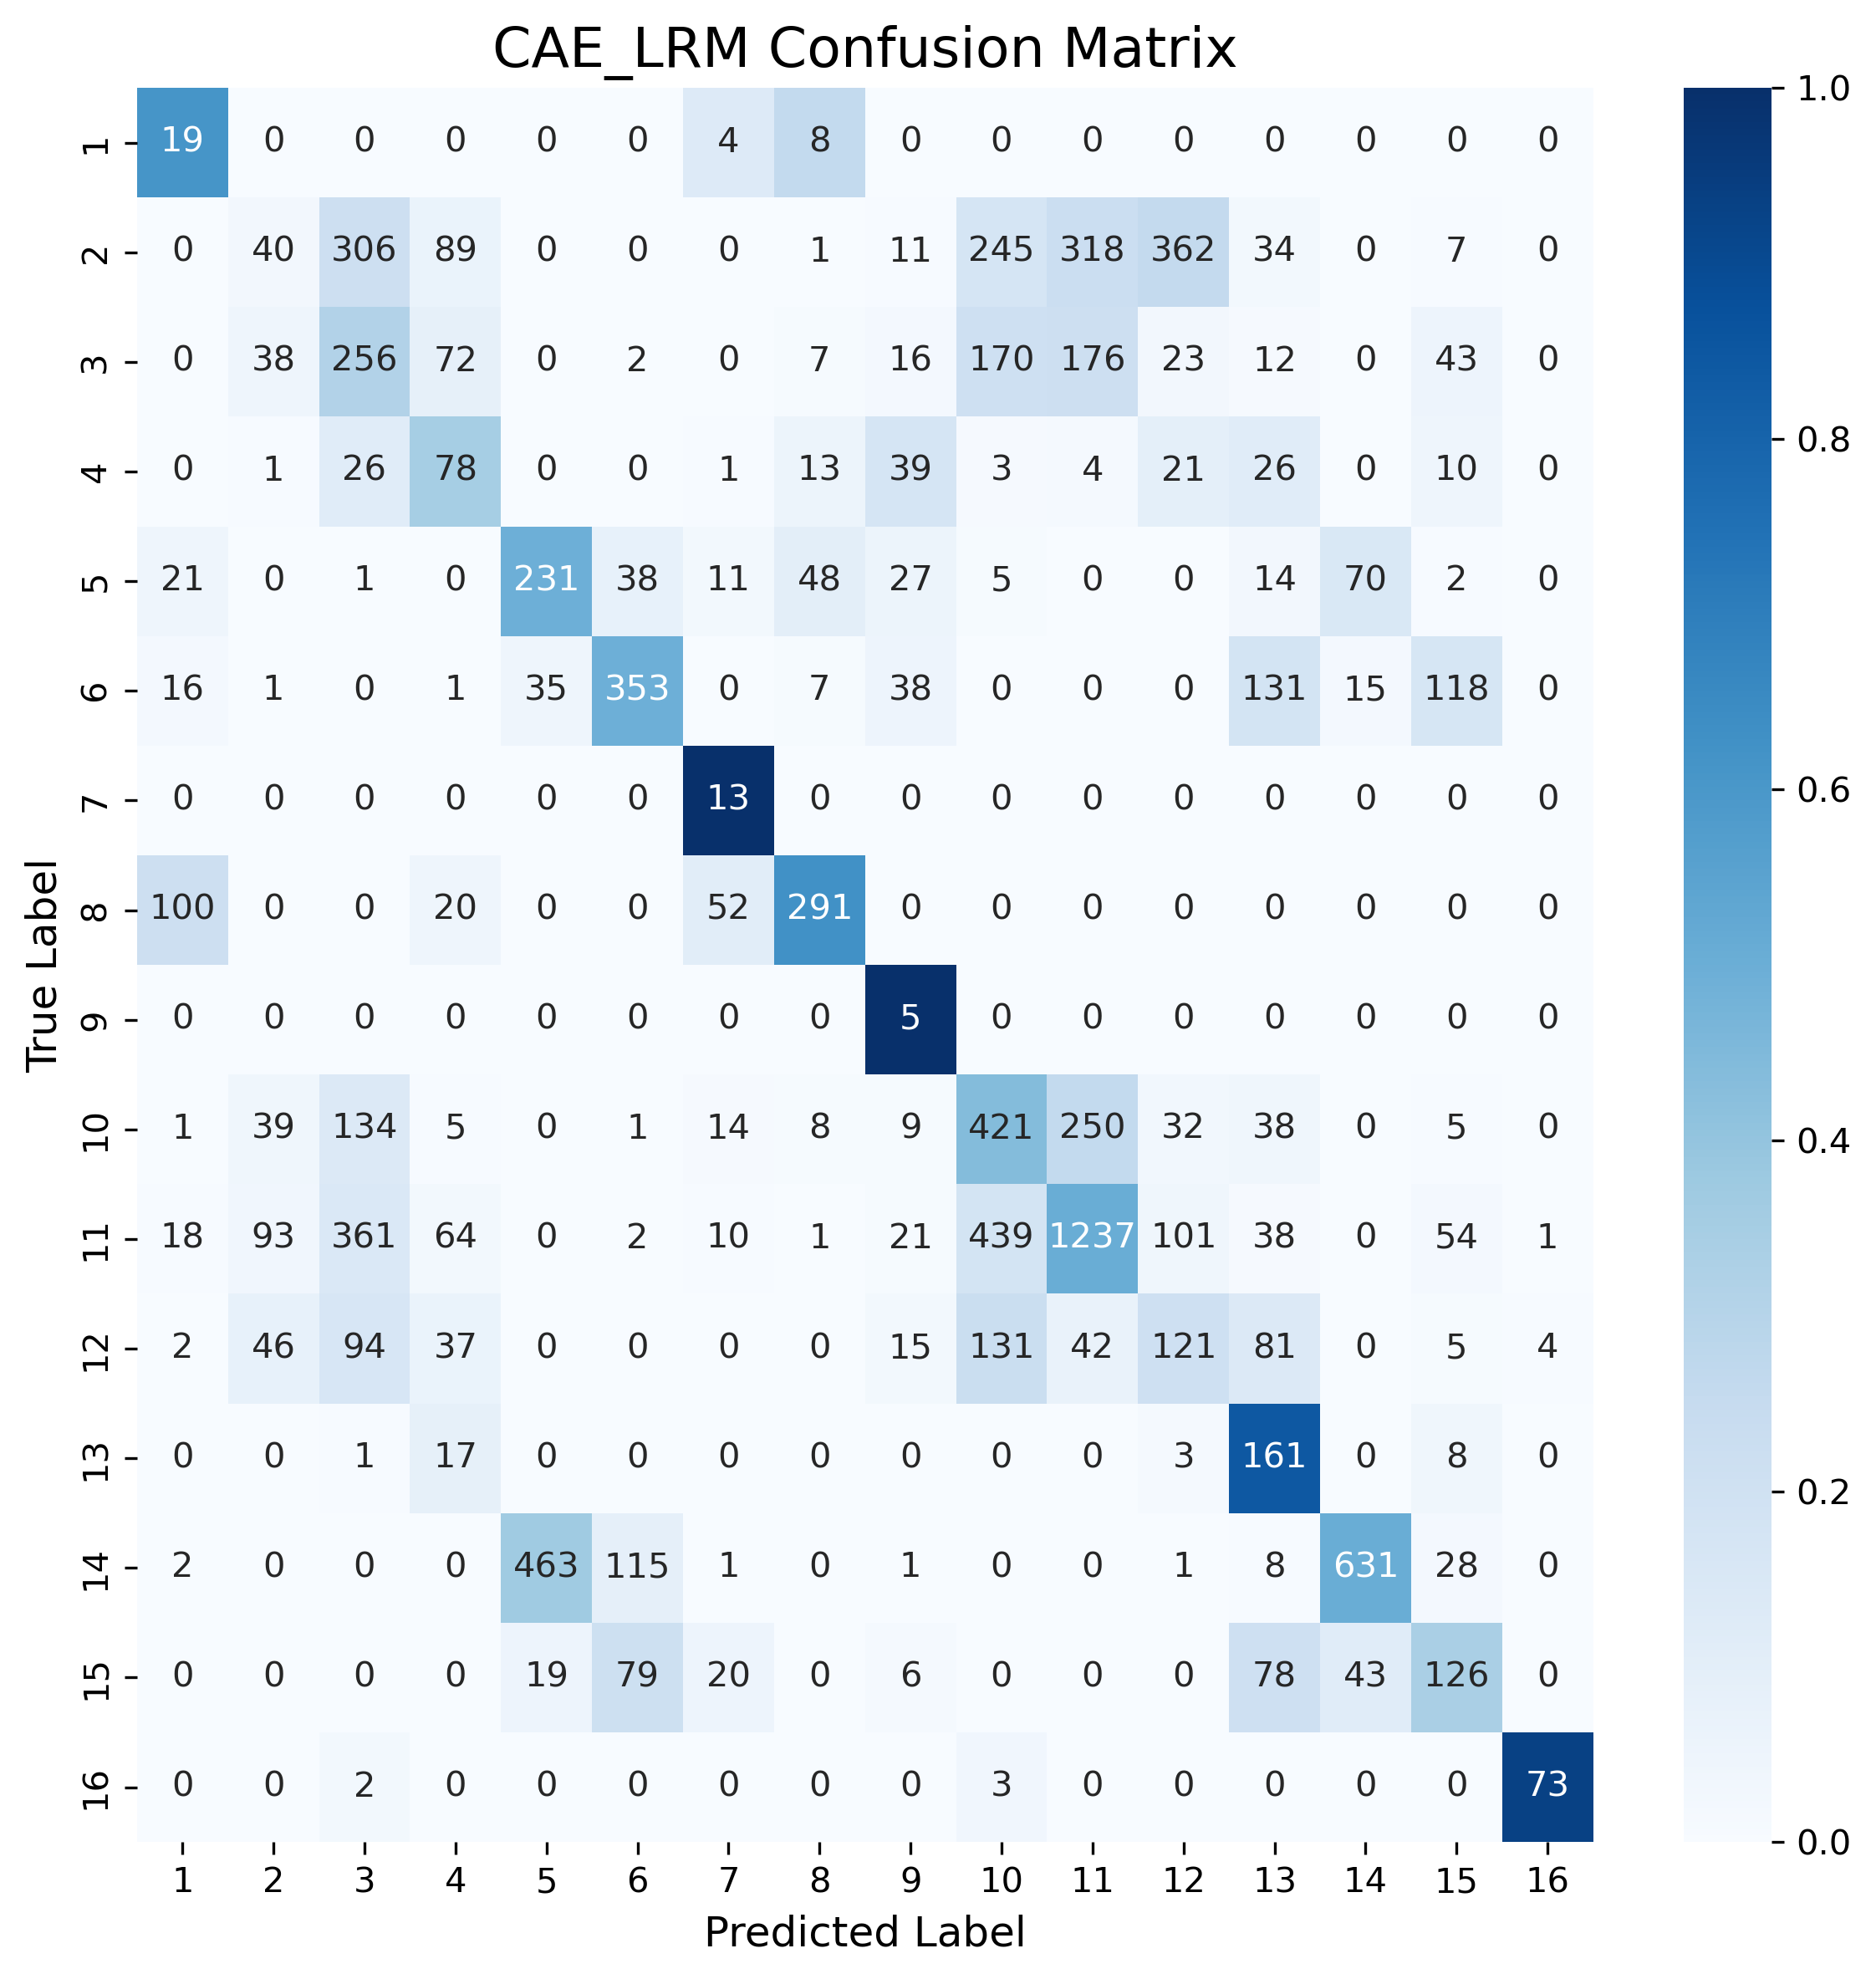 CAE_LRM Confusion Matrix
1 19 0 0 0 0 0 4 8 0 0 0 0 0 0 0 0
2 0 40 306 89 0 0 0 1 11 245 318 362 34 0 7 0
3 0 38 256 72 0 2 0 7 16 170 176 23 12 0 43 0
4 0 1 26 78 0 0 1 13 39 3 4 21 26 0 10 0
5 21 0 1 0 231 38 11 48 27 5 0 0 14 70 2 0
6 16 1 0 1 35 353 0 7 38 0 0 0 131 15 118 0
7 0 0 0 0 0 0 13 0 0 0 0 0 0 0 0 0
8 100 0 0 20 0 0 52 291 0 0 0 0 0 0 0 0
9 0 0 0 0 0 0 0 0 5 0 0 0 0 0 0 0
10 1 39 134 5 0 1 14 8 9 421 250 32 38 0 5 0
11 18 93 361 64 0 2 10 1 21 439 1237 101 38 0 54 1
12 2 46 94 37 0 0 0 0 15 131 42 121 81 0 5 4
13 0 0 1 17 0 0 0 0 0 0 0 3 161 0 8 0
14 2 0 0 0 463 115 1 0 1 0 0 1 8 631 28 0
15 0 0 0 0 19 79 20 0 6 0 0 0 78 43 126 0
16 0 0 2 0 0 0 0 0 0 3 0 0 0 0 0 73
1 2 3 4 5 6 7 8 9 10 11 12 13 14 15 16
Predicted Label
True Label
1.0
0.8
0.6
0.4
0.2
0.0